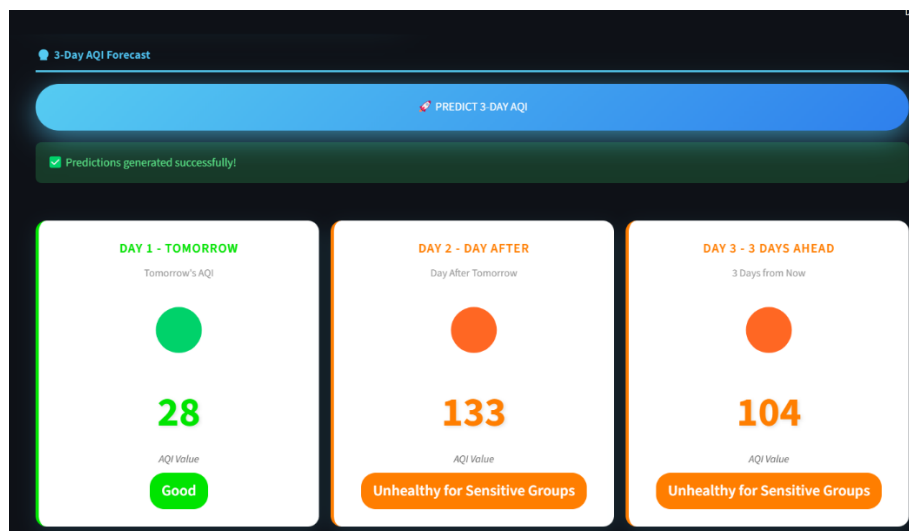 3-Day AQI Forecast
🚀 PREDICT 3-DAY AQI
✅ Predictions generated successfully!
DAY 1 - TOMORROW
Tomorrow's AQI
28
AQI Value
Good
DAY 2 - DAY AFTER
Day After Tomorrow
133
AQI Value
Unhealthy for Sensitive Groups
DAY 3 - 3 DAYS AHEAD
3 Days from Now
104
AQI Value
Unhealthy for Sensitive Groups